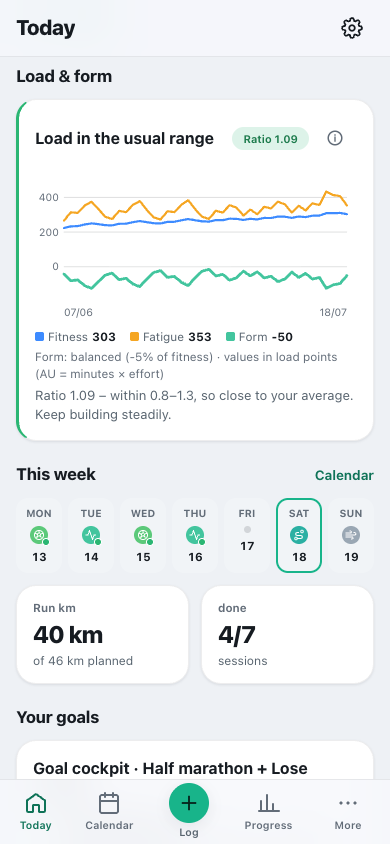 Today
Load & form
Load in the usual range
Ratio 1.09
400
200
0
07/06
18/07
Fitness 303
Fatigue 353
Form -50
Form: balanced (-5% of fitness) · values in load points
(AU = minutes × effort)
Ratio 1.09 – within 0.8–1.3, so close to your average.
Keep building steadily.
This week
Calendar
MON
TUE
WED
THU
FRI
SAT
SUN
13
14
15
16
17
18
19
Run km
40 km
of 46 km planned
done
4/7
sessions
Your goals
Goal cockpit · Half marathon + Lose
Today
Calendar
Log
Progress
More